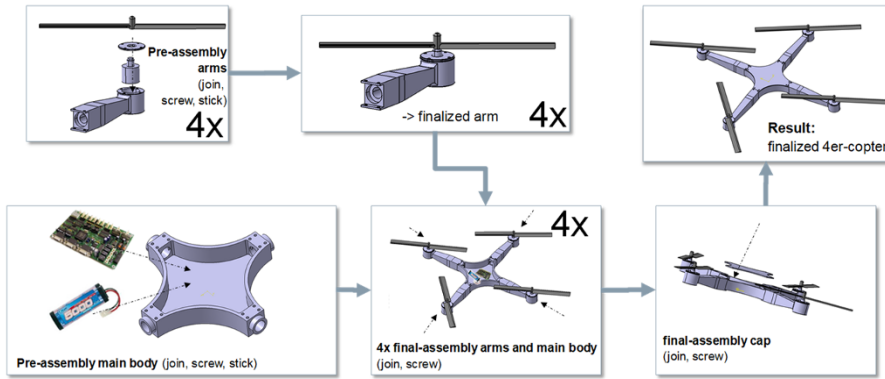 Pre-assembly
arms
(join,
screw, stick)
4x
-> finalized arm
4x
Result:
finalized 4er-copter
Pre-assembly main body (join, screw, stick)
4x
4x final-assembly arms and main body
(join, screw)
final-assembly cap
(join, screw)